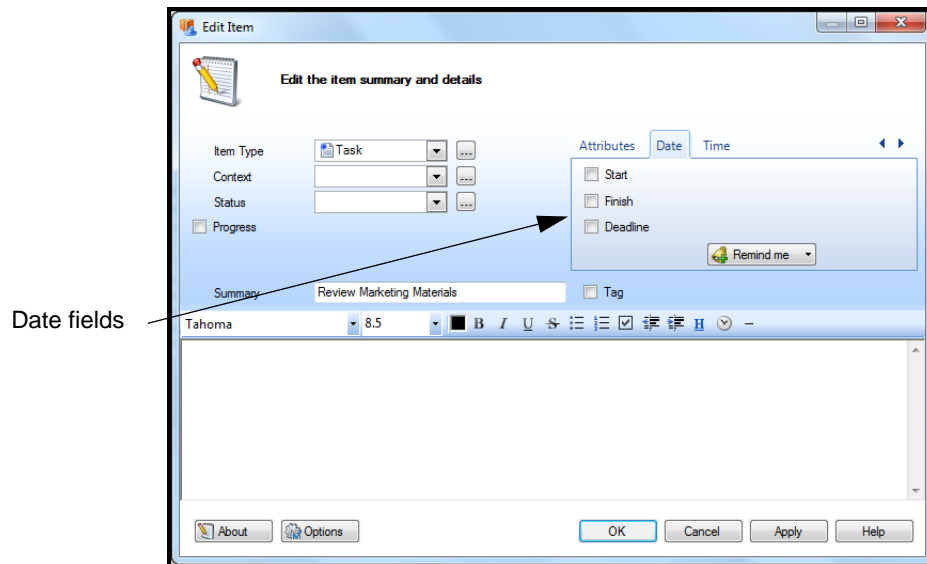 Edit Item
Edit the item summary and details
Item Type
Task
...
Context
...
Status
...
Progress
Attributes Date Time
Start
Finish
Deadline
Remind me
Summary
Review Marketing Materials
Tag
Date fields
Tahoma 8.5 B I U S H
About Options OK Cancel Apply Help